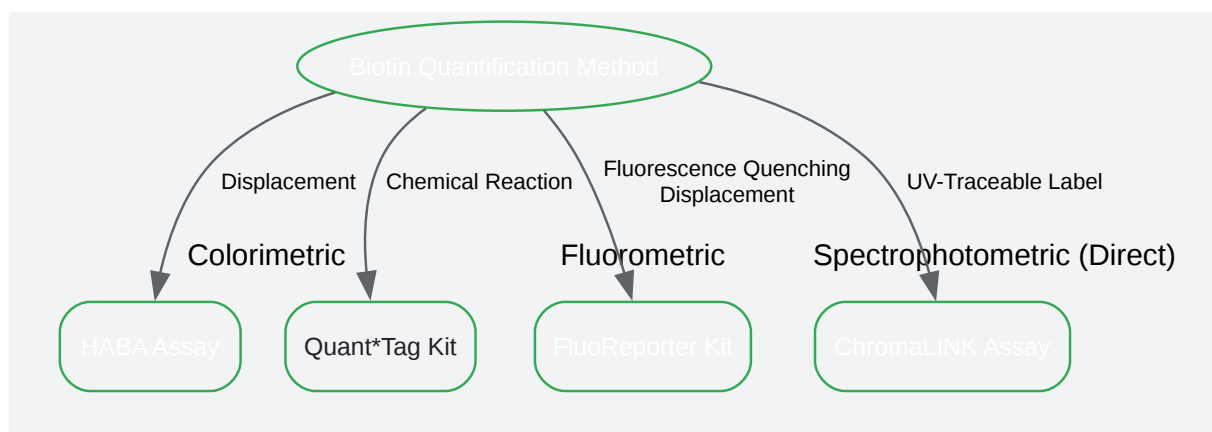 Biotin Quantification Method
Displacement
Chemical Reaction
Fluorescence Quenching
Displacement
UV-Traceable Label
Colorimetric
Fluorometric
Spectrophotometric (Direct)
HABA Assay
Quant*Tag Kit
FluoReporter Kit
ChromaLINK Assay